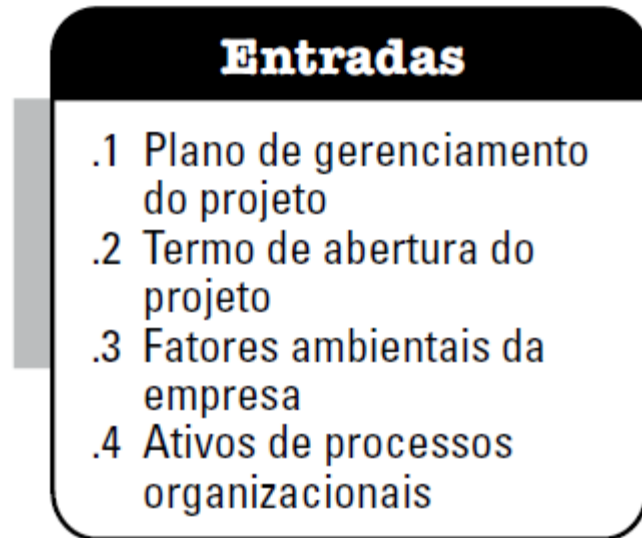 Entradas
.1 Plano de gerenciamento
do projeto
.2 Termo de abertura do
projeto
.3 Fatores ambientais da
empresa
.4 Ativos de processos
organizacionais